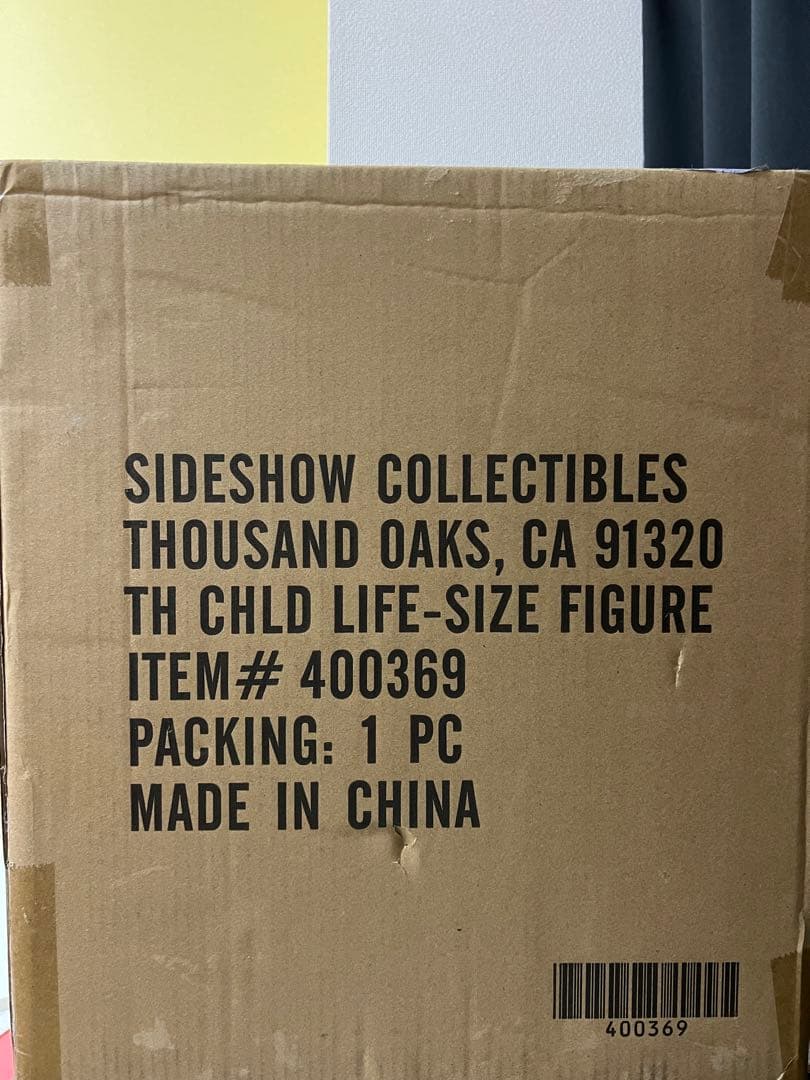 SIDESHOW COLLECTIBLES
THOUSAND OAKS, CA 91320
TH CHLD LIFE-SIZE FIGURE
ITEM# 400369
PACKING: 1 PC
MADE IN CHINA
400369